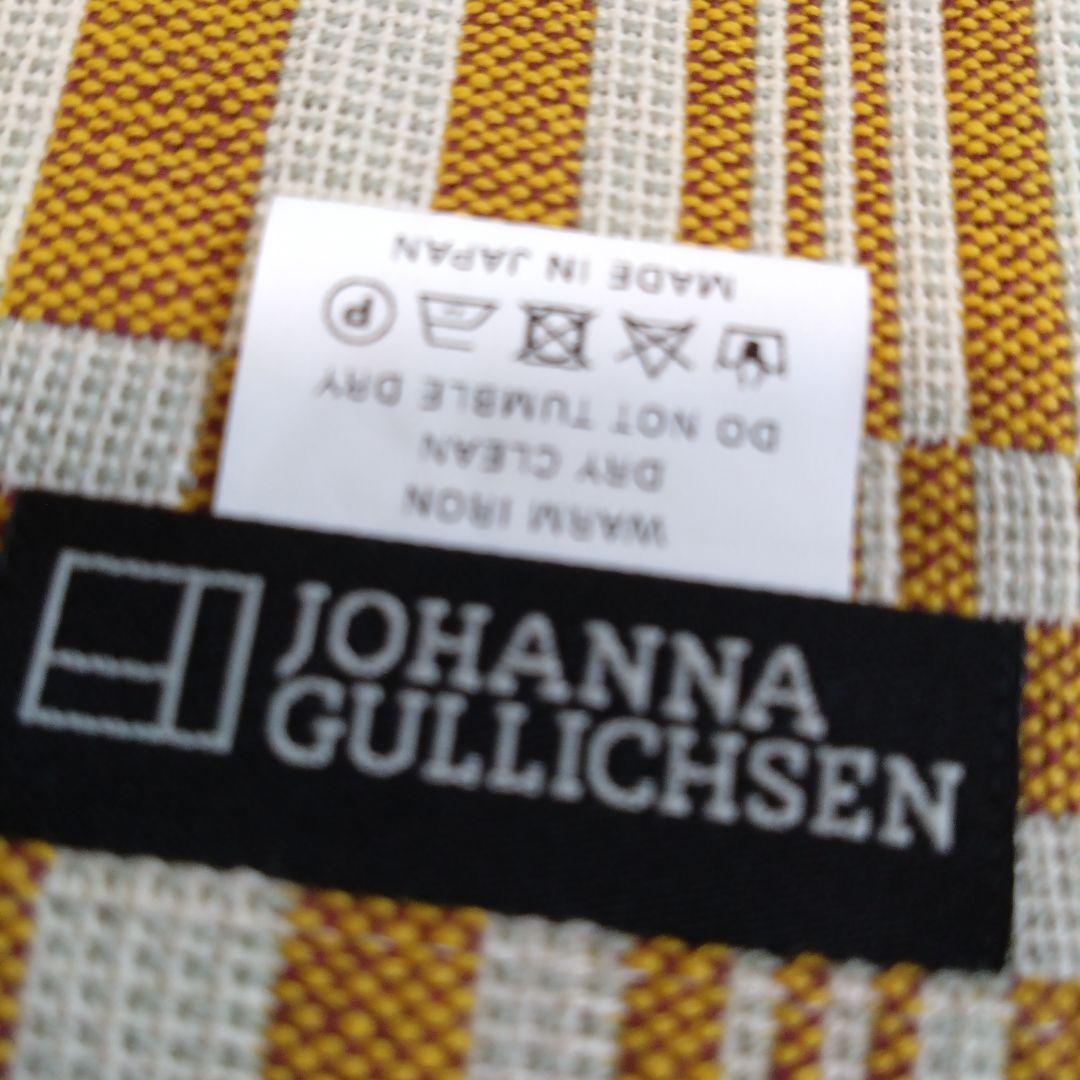 JOHANNA
GULLICHSEN
WARM IRON
DRY CLEAN
DO NOT TUMBLE DRY
P
MADE IN JAPAN